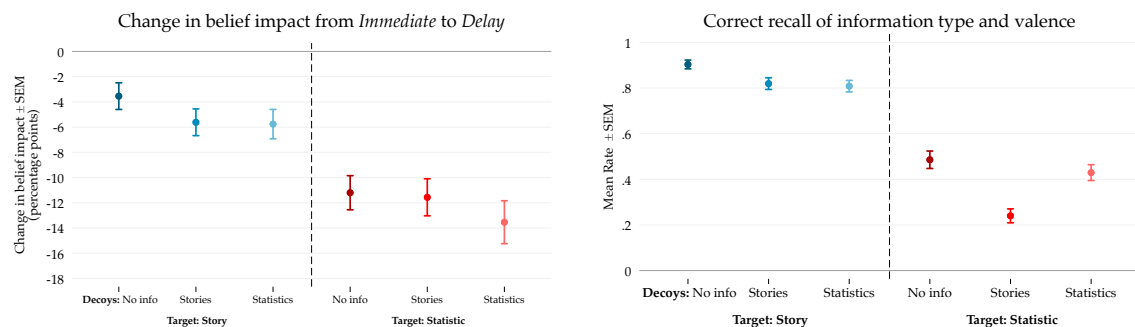 Change in belief impact from Immediate to Delay
Change in belief impact ± SEM
(percentage points)
0
-2
-4
-6
-8
-10
-12
-14
-16
-18
Decoys: No info
Stories
Statistics
No info
Stories
Statistics
Target: Story
Target: Statistic
Correct recall of information type and valence
Mean Rate ± SEM
1
.8
.6
.4
.2
0
Decoys: No info
Stories
Statistics
No info
Stories
Statistics
Target: Story
Target: Statistic